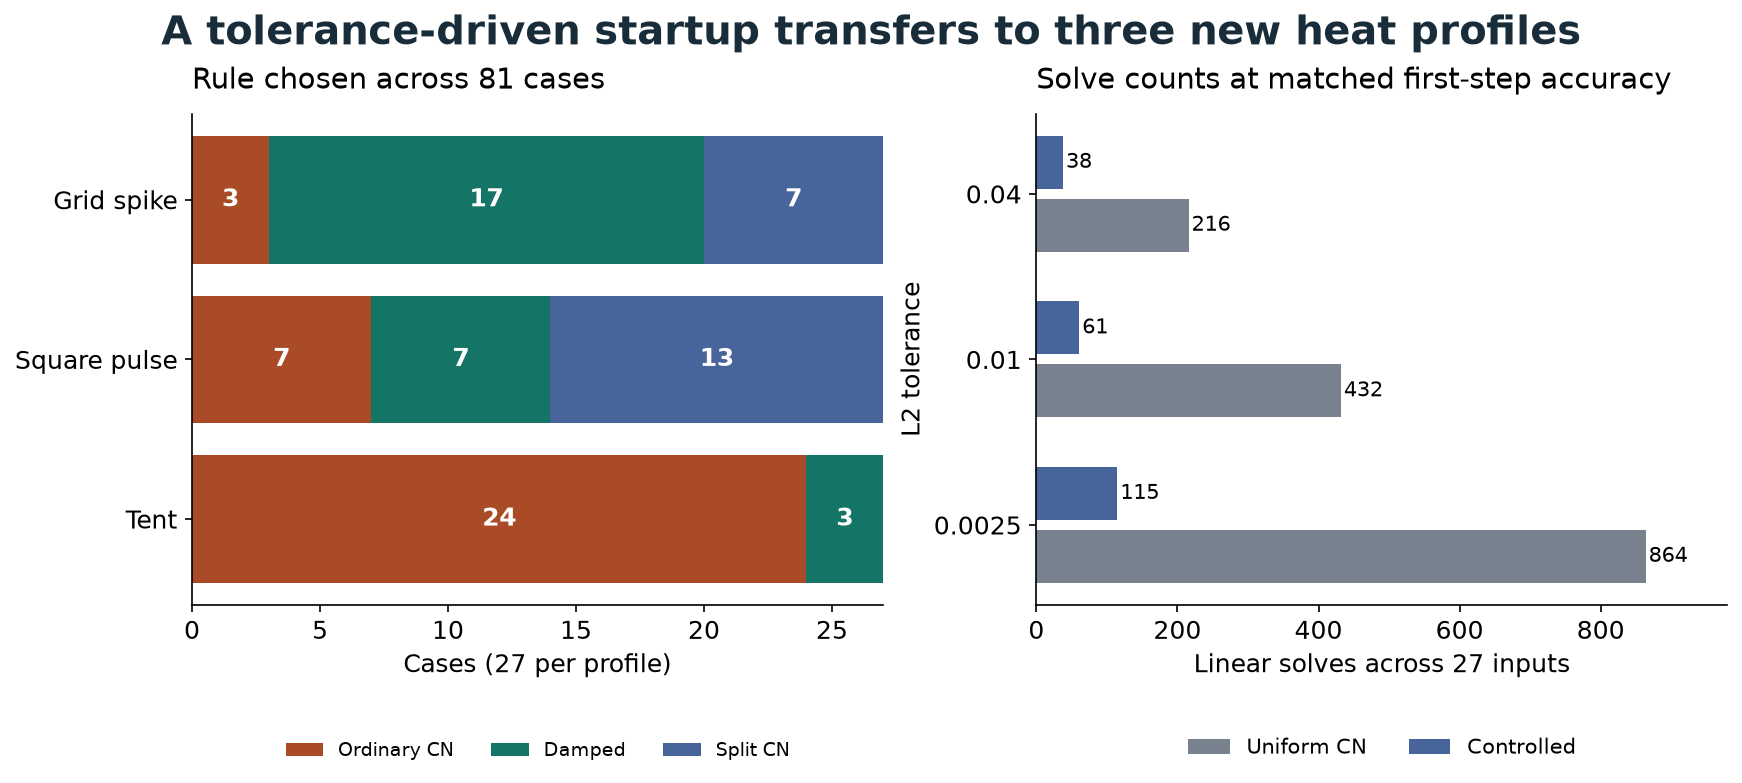 A tolerance-driven startup transfers to three new heat profiles
Rule chosen across 81 cases
Grid spike
3
17
7
Square pulse
7
7
13
Tent
24
3
0 5 10 15 20 25
Cases (27 per profile)
Ordinary CN Damped Split CN
Solve counts at matched first-step accuracy
L2 tolerance
0.04
38
216
0.01
61
432
0.0025
115
864
0 200 400 600 800
Linear solves across 27 inputs
Uniform CN Controlled